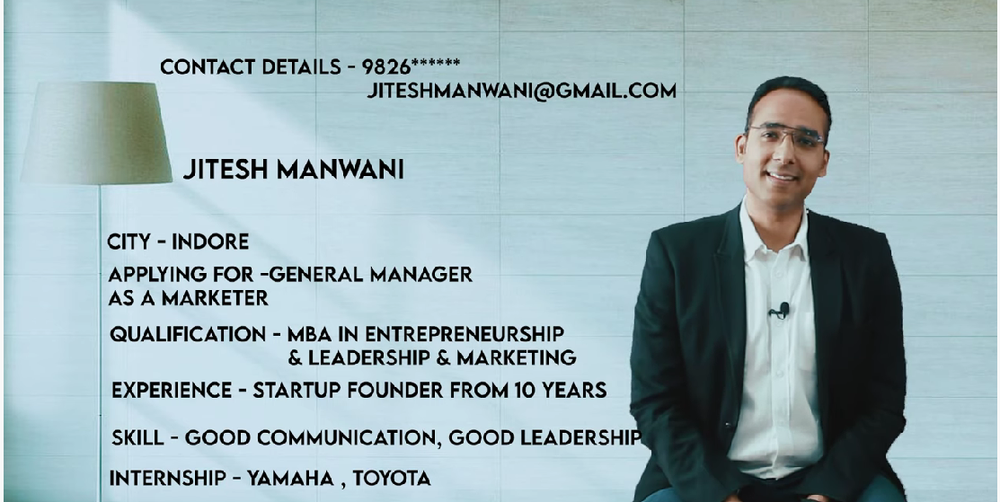 CONTACT DETAILS - 9826******
JITESHMANWANI@GMAIL.COM
JITESH MANWANI
CITY - INDORE
APPLYING FOR -GENERAL MANAGER
AS A MARKETER
QUALIFICATION - MBA IN ENTREPRENEURSHIP
& LEADERSHIP & MARKETING
EXPERIENCE - STARTUP FOUNDER FROM 10 YEARS
SKILL - GOOD COMMUNICATION, GOOD LEADERSHIP
INTERNSHIP - YAMAHA , TOYOTA